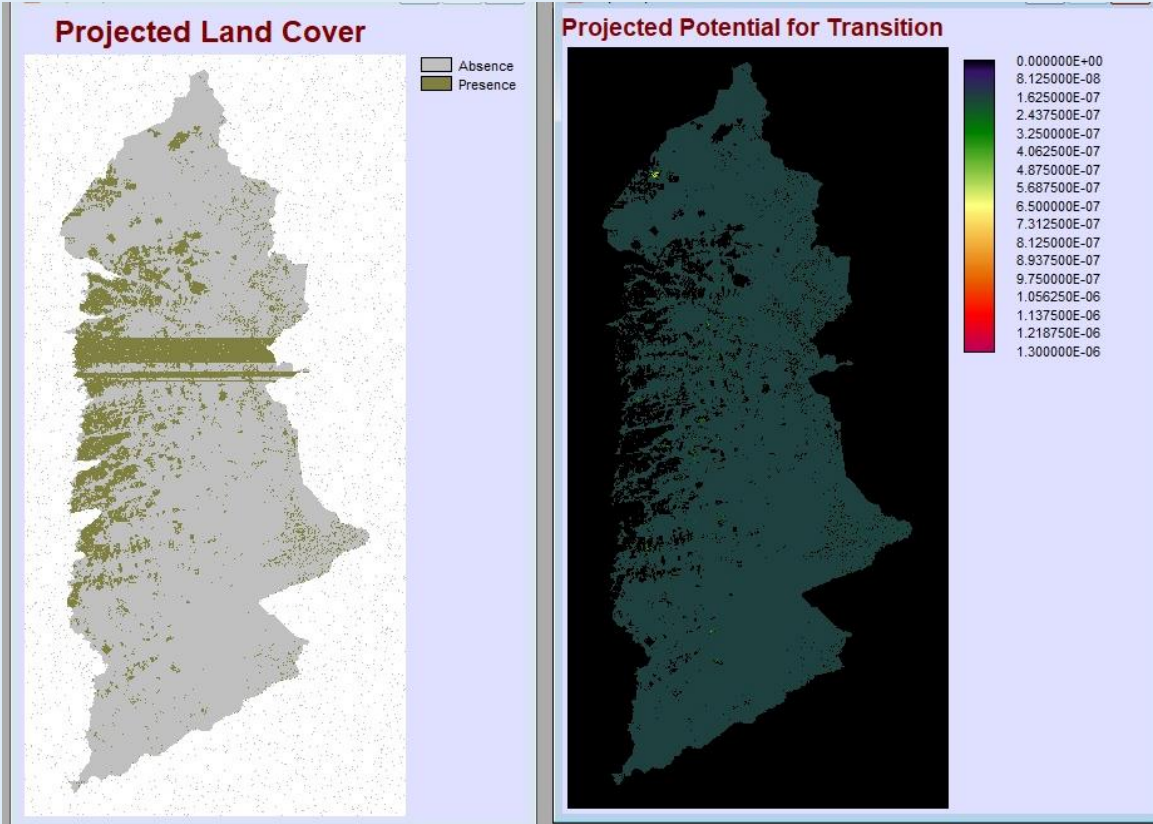 Projected Land Cover
Absence
Presence
Projected Potential for Transition
0.000000E+00
8.125000E-08
1.625000E-07
2.437500E-07
3.250000E-07
4.062500E-07
4.875000E-07
5.687500E-07
6.500000E-07
7.312500E-07
8.125000E-07
8.937500E-07
9.750000E-07
1.056250E-06
1.137500E-06
1.218750E-06
1.300000E-06